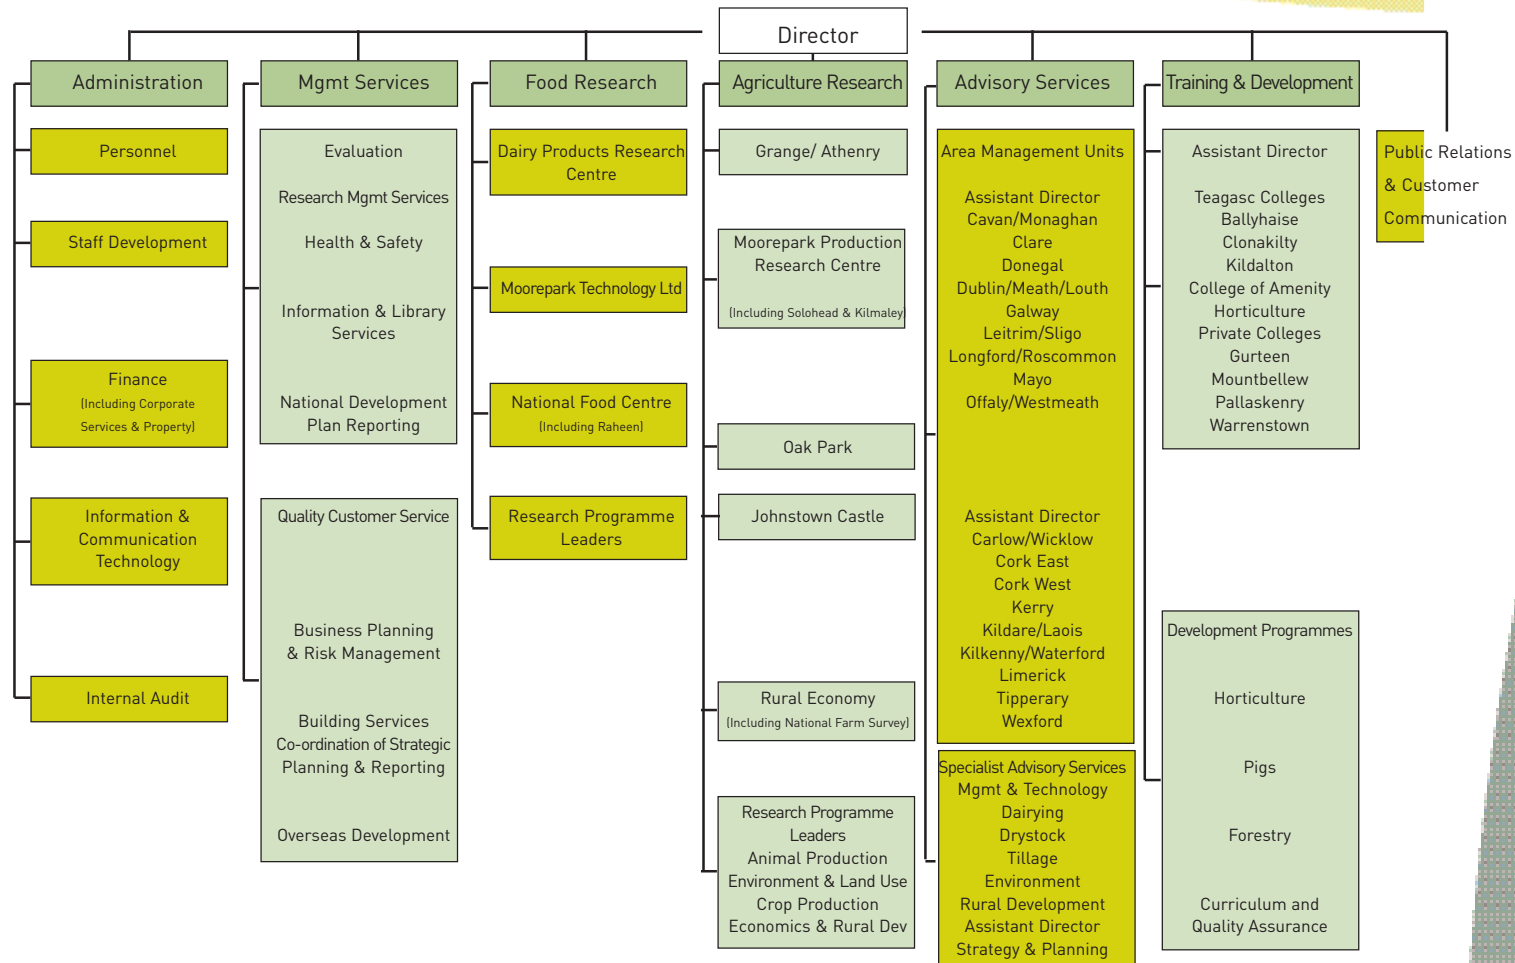 Director
Administration
Personnel
Staff Development
Finance
(Including Corporate
Services & Property)
Information &
Communication
Technology
Internal Audit
Mgmt Services
Evaluation
Research Mgmt Services
Health & Safety
Information & Library
Services
National Development
Plan Reporting
Quality Customer Service
Business Planning
& Risk Management
Building Services
Co-ordination of Strategic
Planning & Reporting
Overseas Development
Food Research
Dairy Products Research
Centre
Moorepark Technology Ltd
National Food Centre
(Including Raheen)
Research Programme
Leaders
Agriculture Research
Grange/ Athenry
Moorepark Production
Research Centre
(Including Solohead & Kilmaley)
Oak Park
Johnstown Castle
Rural Economy
(Including National Farm Survey)
Research Programme
Leaders
Animal Production
Environment & Land Use
Crop Production
Economics & Rural Dev
Advisory Services
Area Management Units
Assistant Director
Cavan/Monaghan
Clare
Donegal
Dublin/Meath/Louth
Galway
Leitrim/Sligo
Longford/Roscommon
Mayo
Offaly/Westmeath
Assistant Director
Carlow/Wicklow
Cork East
Cork West
Kerry
Kildare/Laois
Kilkenny/Waterford
Limerick
Tipperary
Wexford
Specialist Advisory Services
Mgmt & Technology
Dairying
Drystock
Tillage
Environment
Rural Development
Assistant Director
Strategy & Planning
Training & Development
Assistant Director
Teagasc Colleges
Ballyhaise
Clonakilty
Kildalton
College of Amenity
Horticulture
Private Colleges
Gurteen
Mountbellew
Pallaskenry
Warrenstown
Development Programmes
Horticulture
Pigs
Forestry
Curriculum and
Quality Assurance
Public Relations
& Customer
Communication